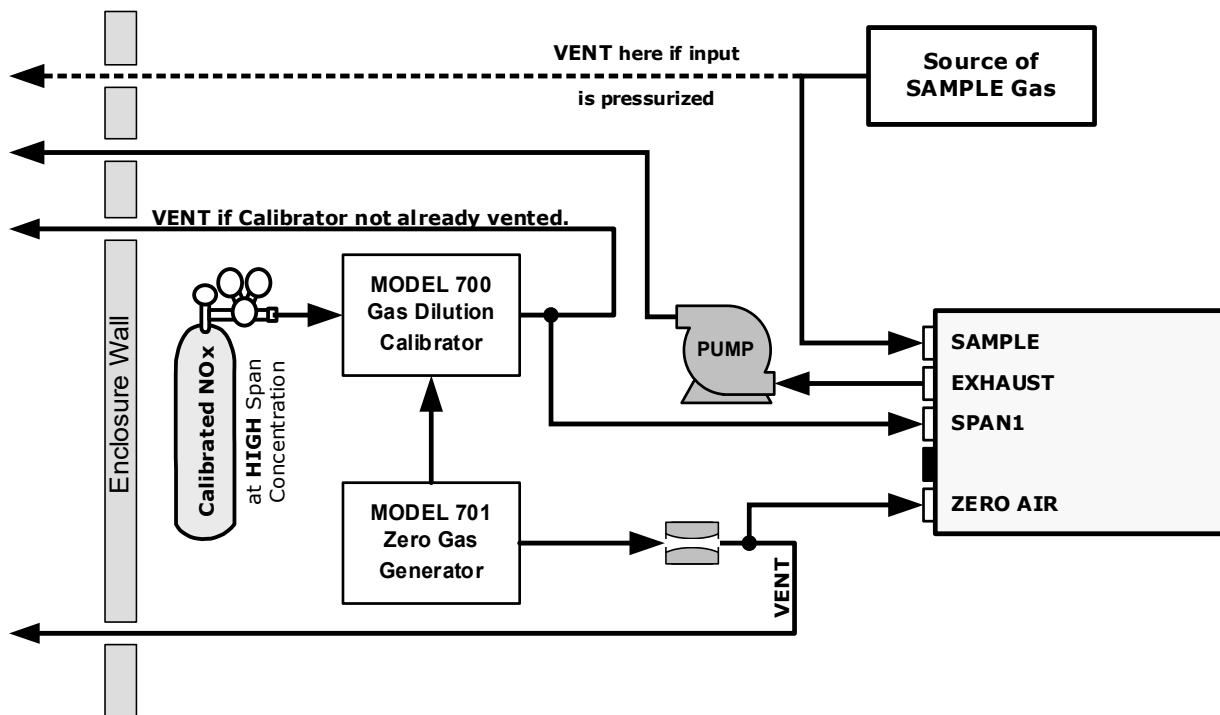 VENT here if input
is pressurized
Source of
SAMPLE Gas
VENT if Calibrator not already vented.
Enclosure Wall
Calibrated NOx
at HIGH Span
Concentration
MODEL 700
Gas Dilution
Calibrator
PUMP
SAMPLE
EXHAUST
SPAN1
ZERO AIR
MODEL 701
Zero Gas
Generator
VENT